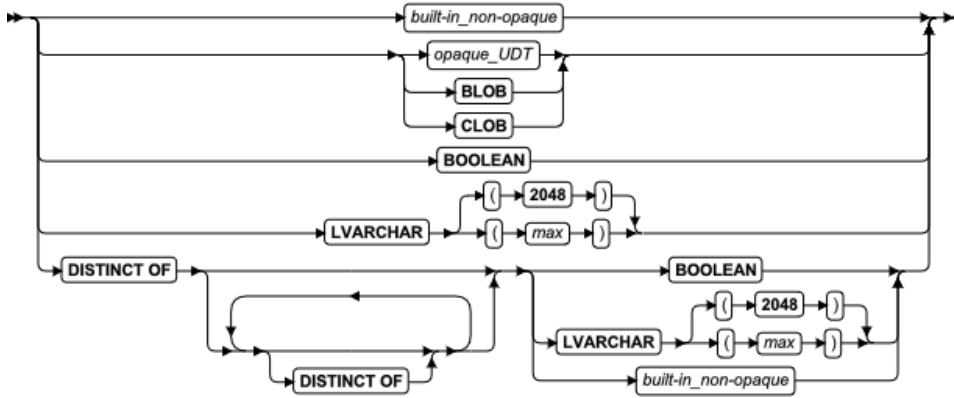 built-in_non-opaque
opaque_UDT
BLOB
CLOB
BOOLEAN
( 2048 )
LVARCHAR ( max )
DISTINCT OF BOOLEAN
( 2048 )
LVARCHAR ( max )
DISTINCT OF built-in_non-opaque